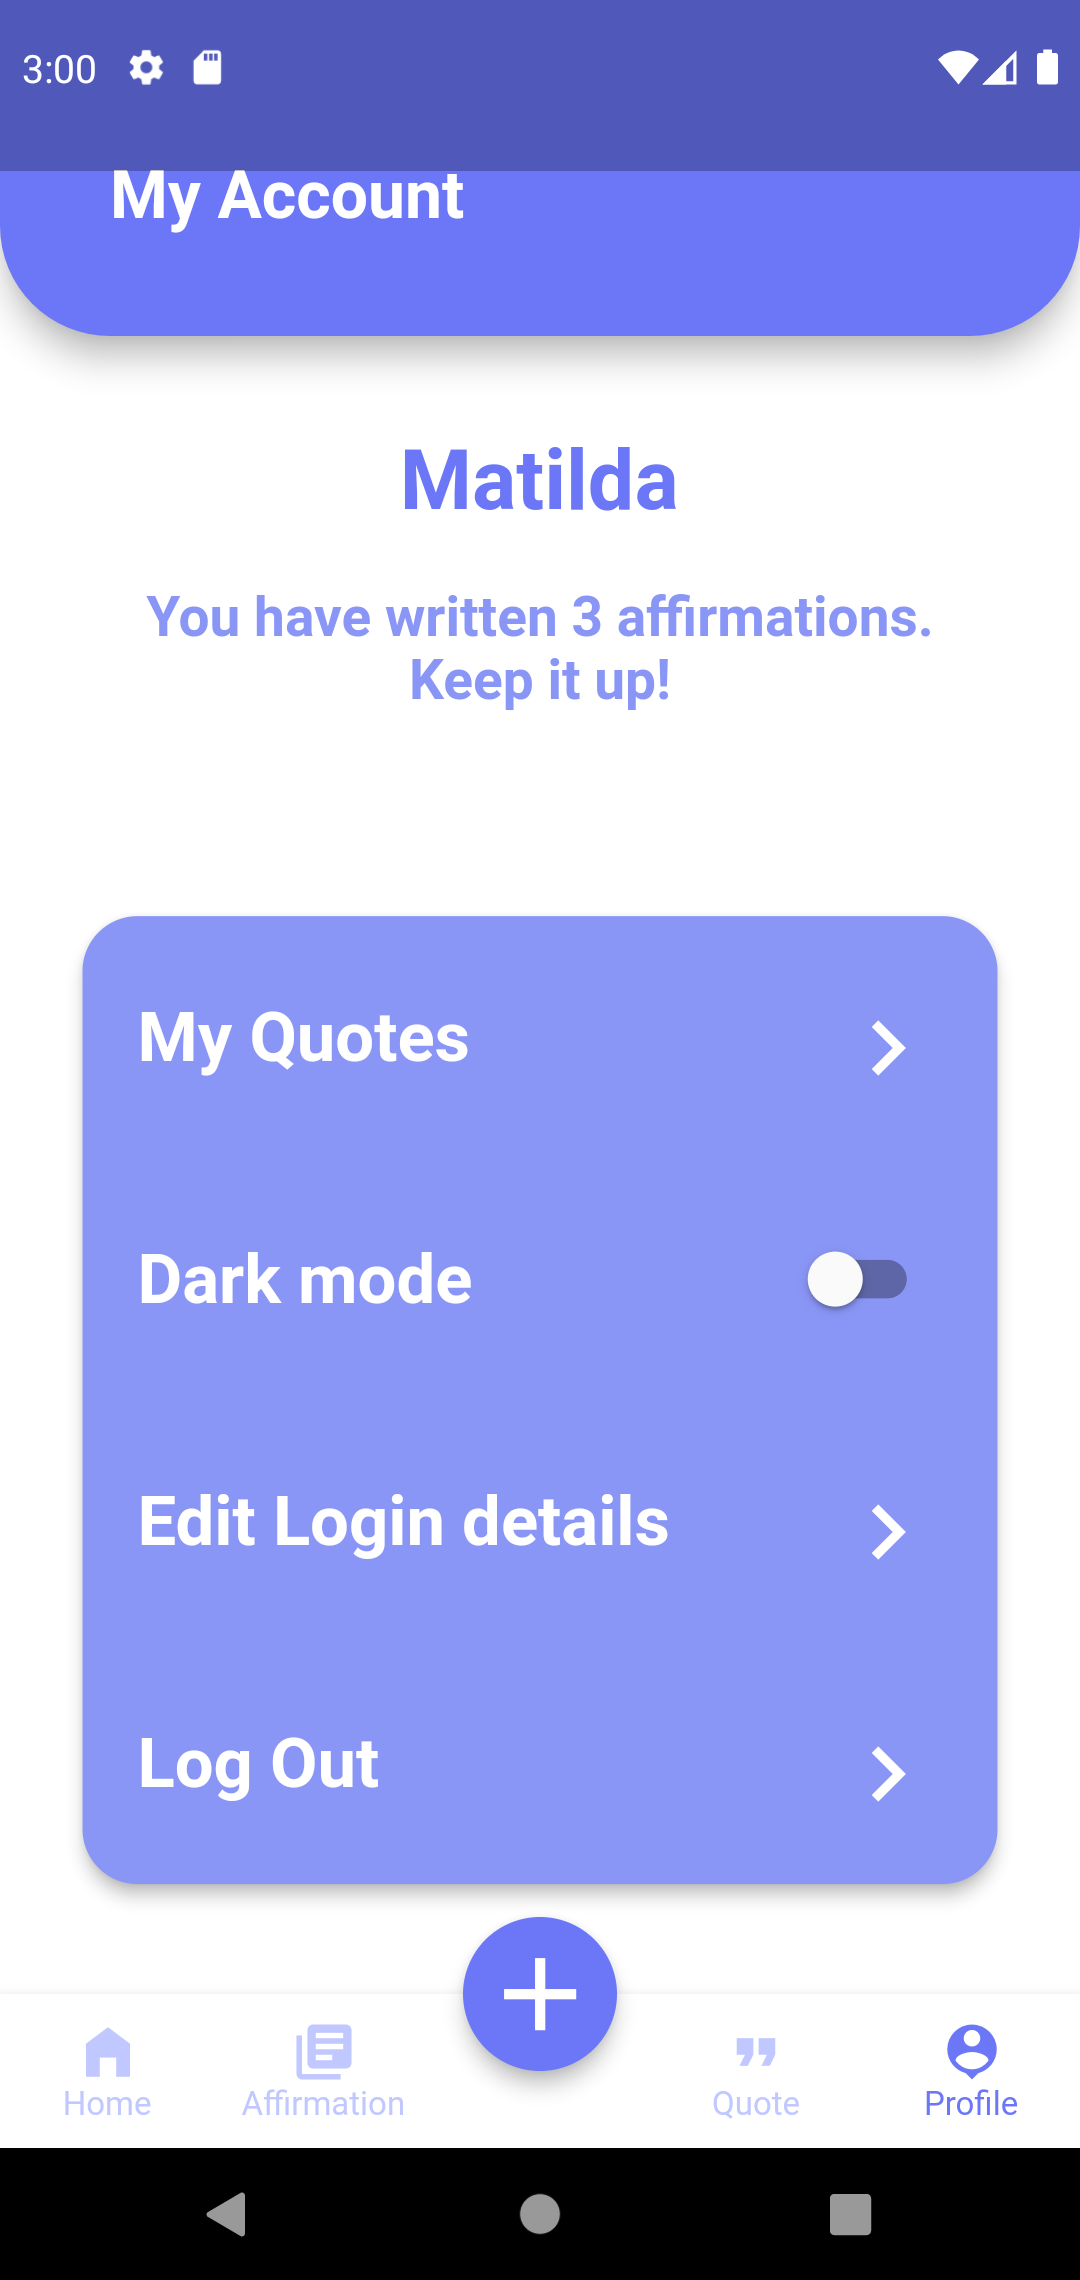 3:00
My Account
Matilda
You have written 3 affirmations.
Keep it up!
My Quotes
Dark mode
Edit Login details
Log Out
Home
Affirmation
Quote
Profile